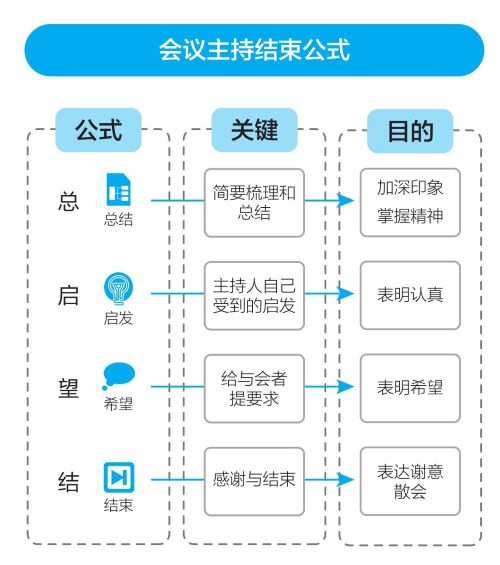 会议主持结束公式
公式
关键
目的
总
总结
简要梳理和
总结
加深印象
掌握精神
启
启发
主持人自己
受到的启发
表明认真
望
希望
给与会者
提要求
表明希望
结
结束
感谢与结束
表达谢意
散会